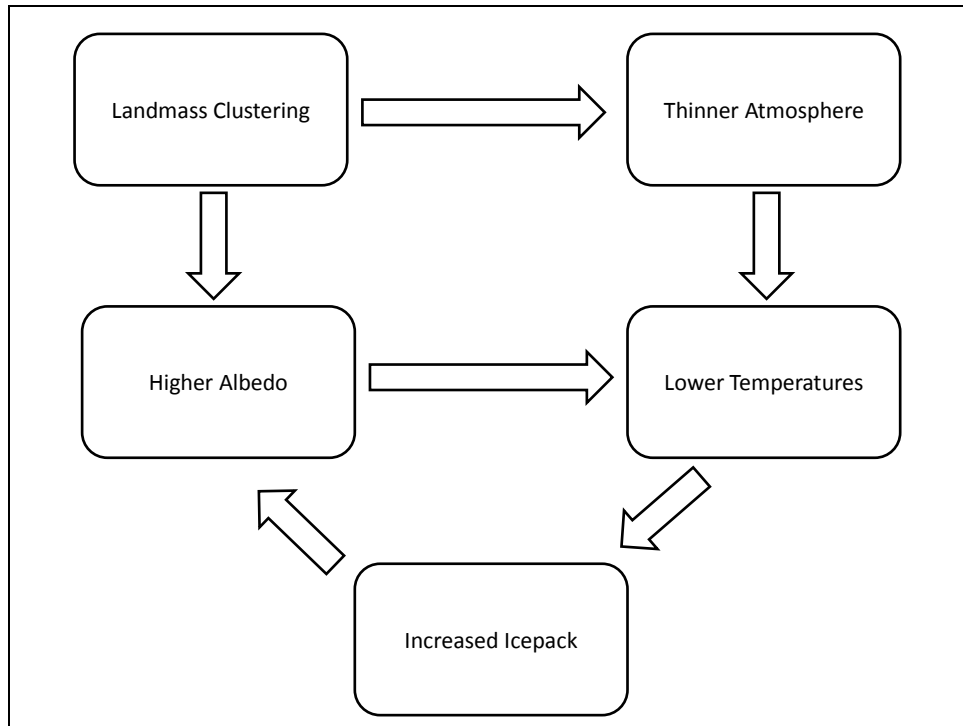 Landmass Clustering
Thinner Atmosphere
Higher Albedo
Lower Temperatures
Increased Icepack